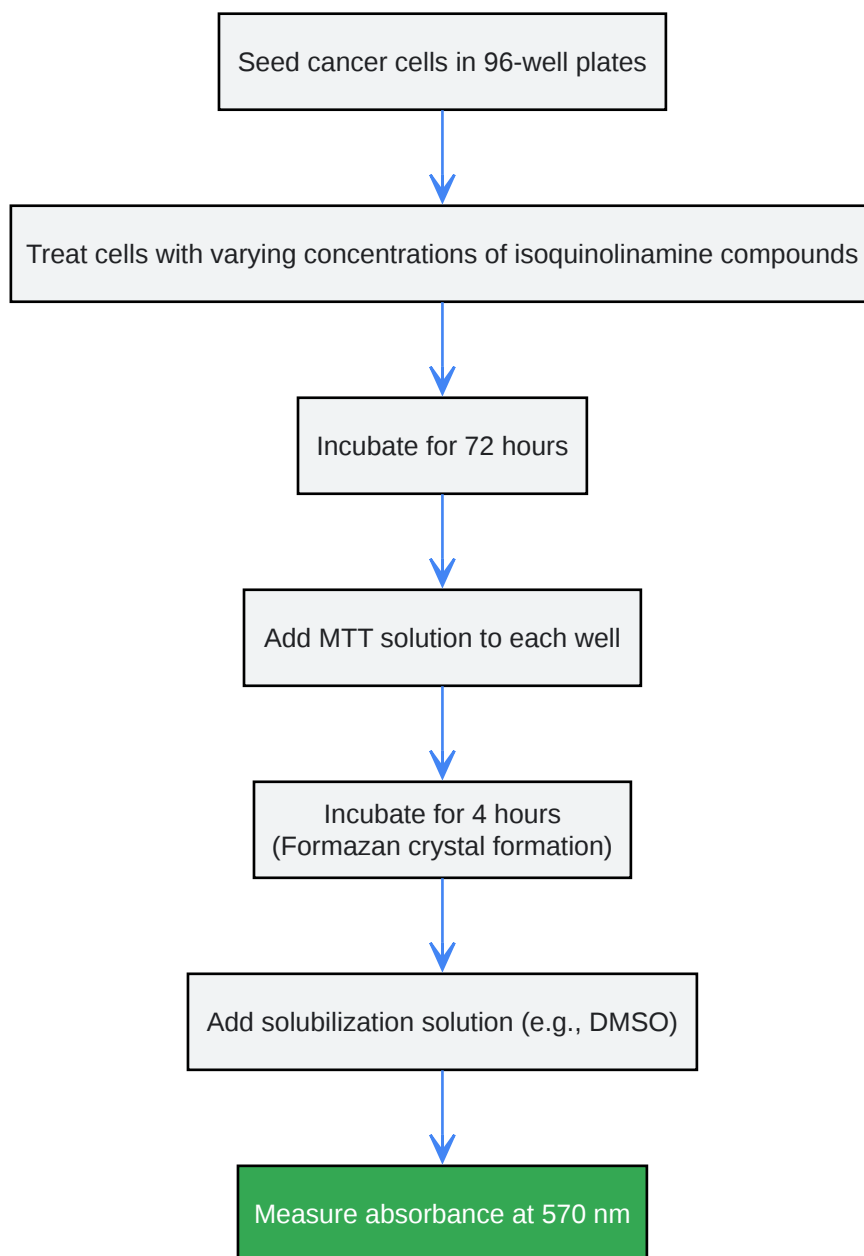 Seed cancer cells in 96-well plates
Treat cells with varying concentrations of isoquinolinamine compounds
Incubate for 72 hours
Add MTT solution to each well
Incubate for 4 hours
(Formazan crystal formation)
Add solubilization solution (e.g., DMSO)
Measure absorbance at 570 nm